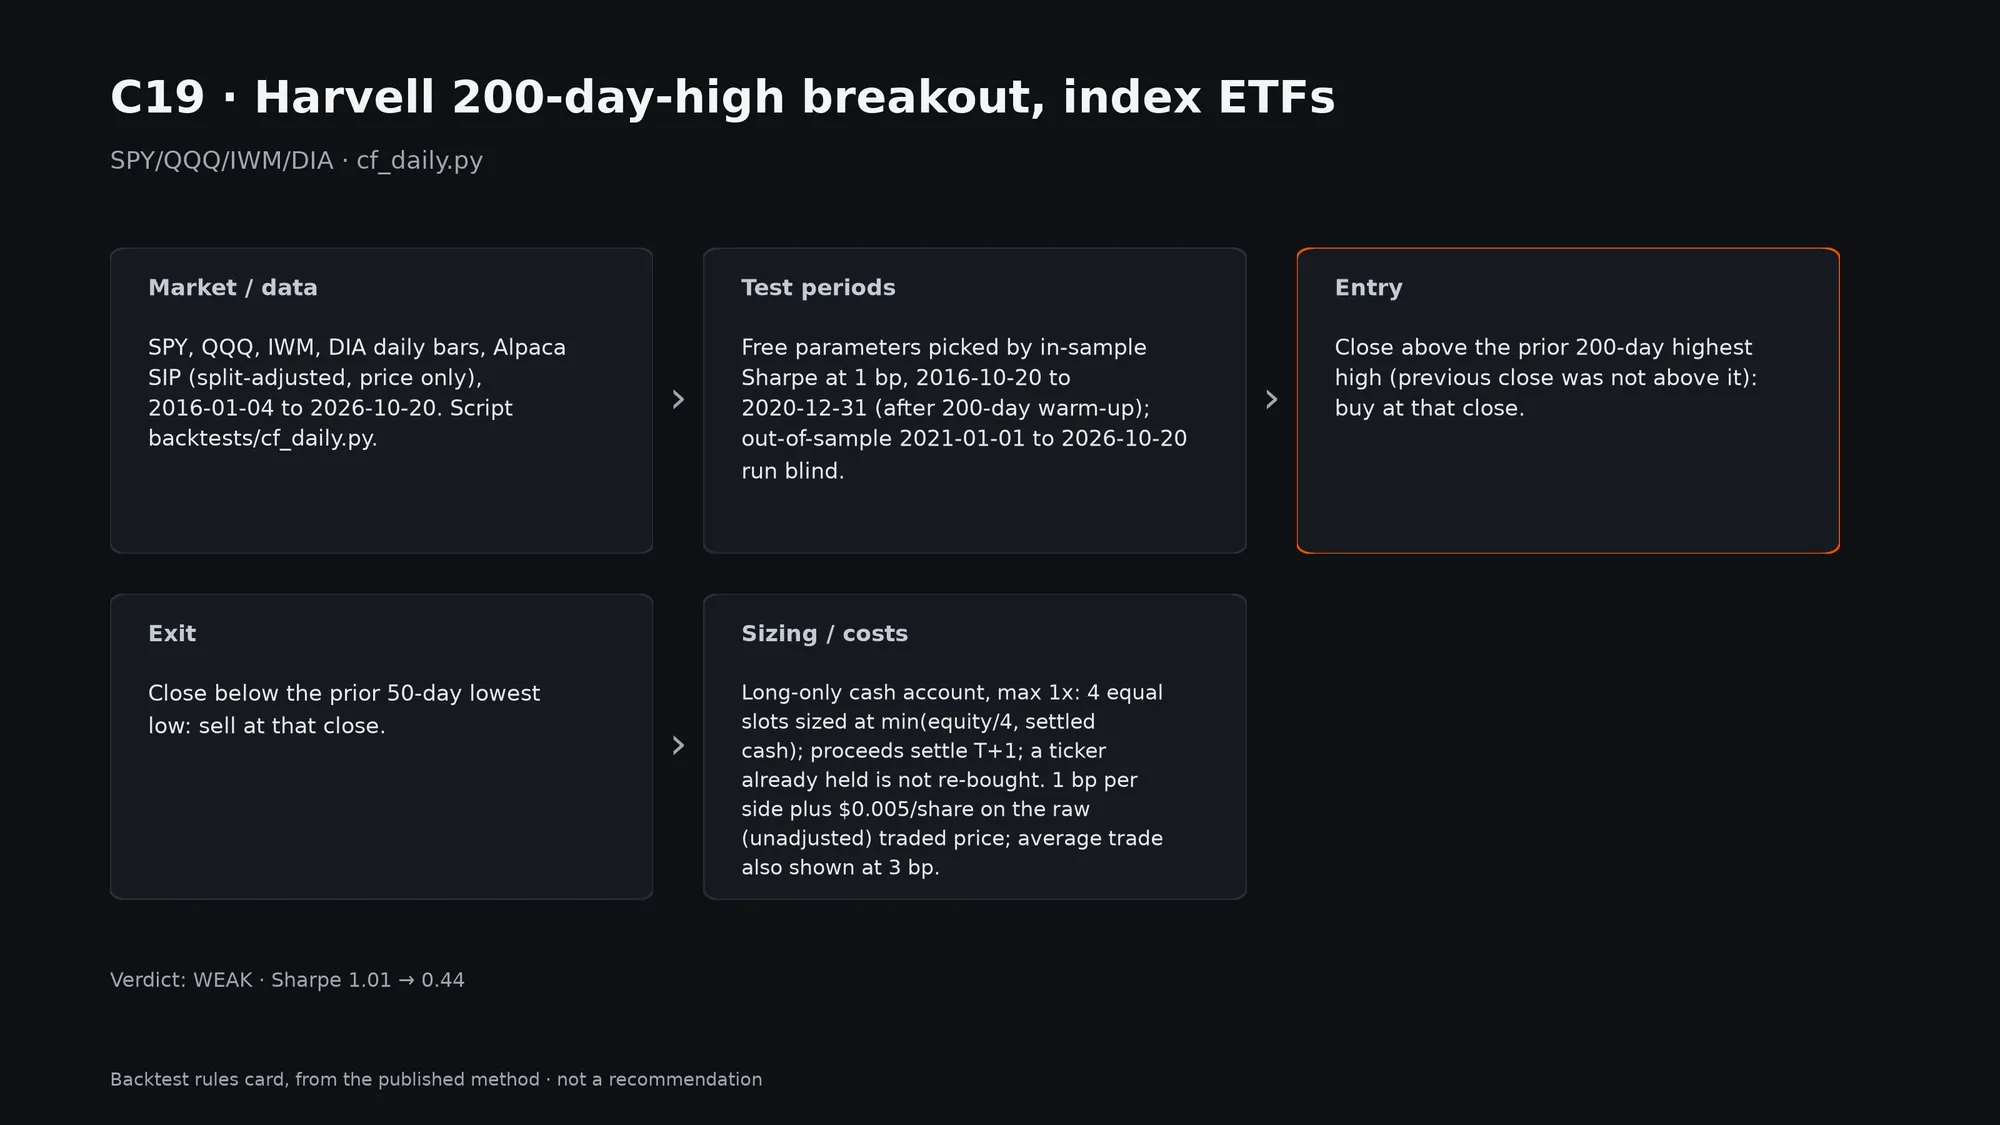 C19 · Harvell 200-day-high breakout, index ETFs
SPY/QQQ/IWM/DIA · cf_daily.py
Market / data
SPY, QQQ, IWM, DIA daily bars, Alpaca
SIP (split-adjusted, price only),
2016-01-04 to 2026-10-20. Script
backtests/cf_daily.py.
›
Test periods
Free parameters picked by in-sample
Sharpe at 1 bp, 2016-10-20 to
2020-12-31 (after 200-day warm-up);
out-of-sample 2021-01-01 to 2026-10-20
run blind.
›
Entry
Close above the prior 200-day highest
high (previous close was not above it):
buy at that close.
Exit
Close below the prior 50-day lowest
low: sell at that close.
›
Sizing / costs
Long-only cash account, max 1x: 4 equal
slots sized at min(equity/4, settled
cash); proceeds settle T+1; a ticker
already held is not re-bought. 1 bp per
side plus $0.005/share on the raw
(unadjusted) traded price; average trade
also shown at 3 bp.
Verdict: WEAK · Sharpe 1.01 → 0.44
Backtest rules card, from the published method · not a recommendation